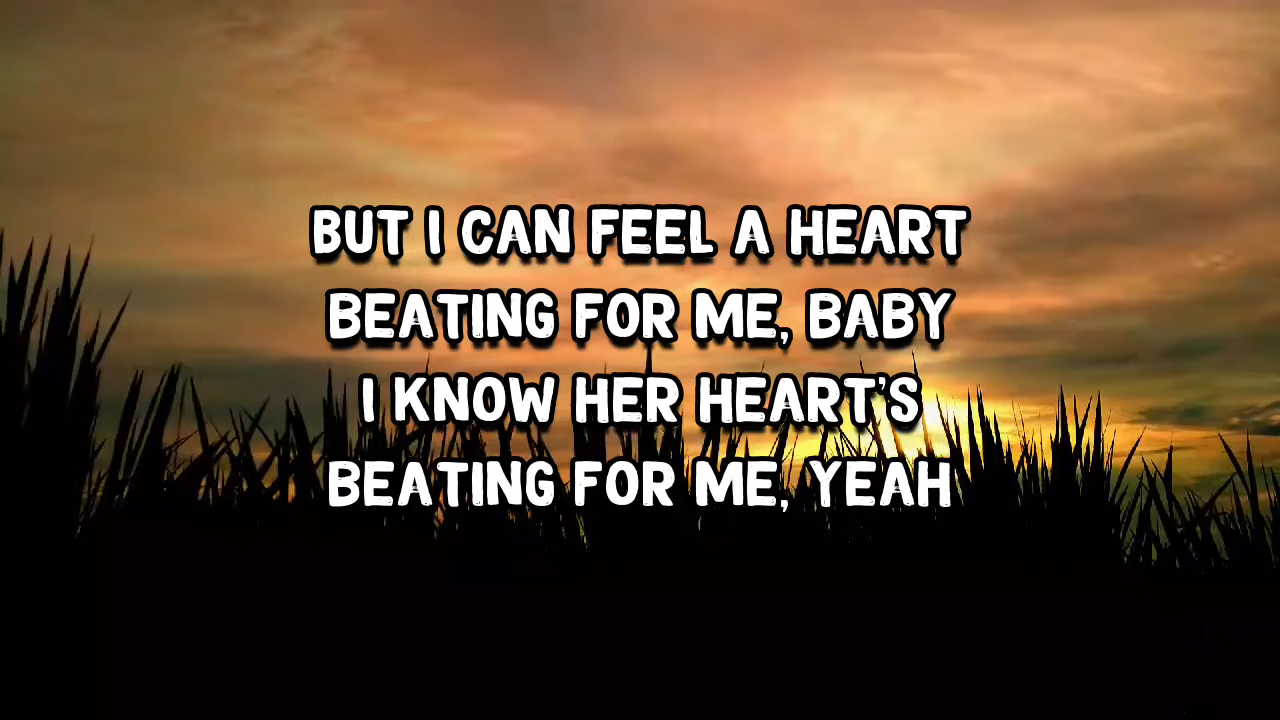 BUT I CAN FEEL A HEART
BEATING FOR ME, BABY
I KNOW HER HEART'S
BEATING FOR ME, YEAH